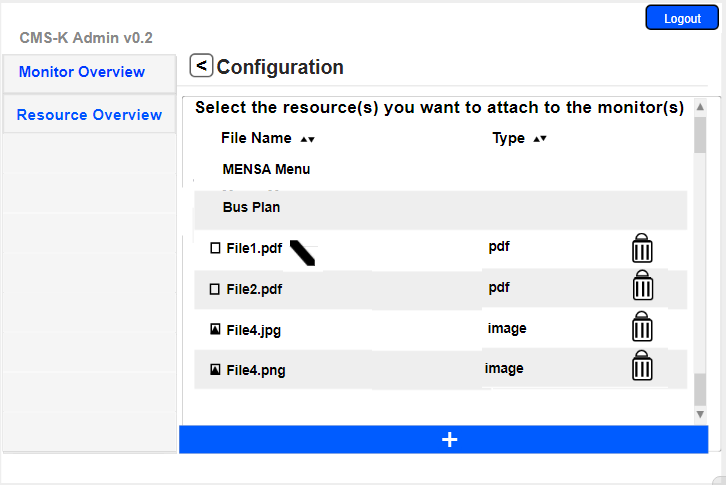 Logout
CMS-K Admin v0.2
Monitor Overview
Resource Overview
< Configuration
Select the resource(s) you want to attach to the monitor(s)
File Name Type
MENSA Menu
Bus Plan
File1.pdf pdf
File2.pdf pdf
File4.jpg image
File4.png image
+